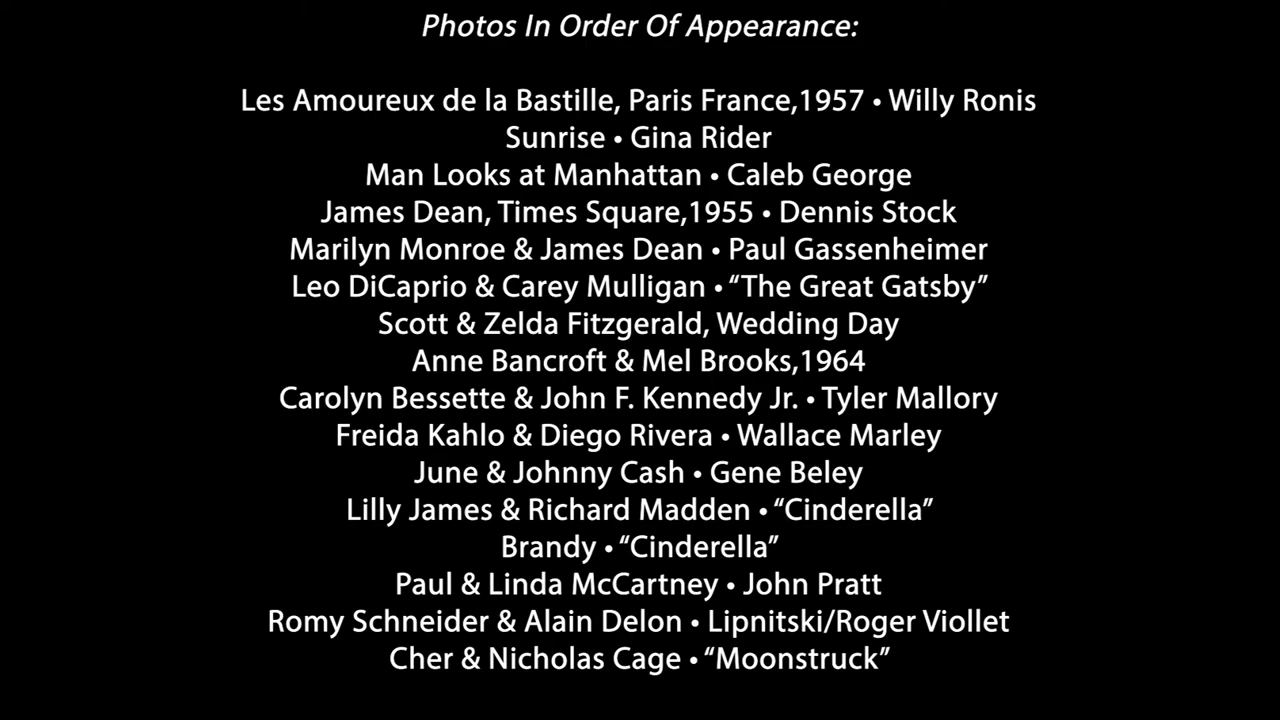 Photos In Order Of Appearance:
Les Amoureux de la Bastille, Paris France,1957 • Willy Ronis
Sunrise • Gina Rider
Man Looks at Manhattan • Caleb George
James Dean, Times Square,1955 • Dennis Stock
Marilyn Monroe & James Dean • Paul Gassenheimer
Leo DiCaprio & Carey Mulligan • “The Great Gatsby”
Scott & Zelda Fitzgerald, Wedding Day
Anne Bancroft & Mel Brooks,1964
Carolyn Bessette & John F. Kennedy Jr. • Tyler Mallory
Freida Kahlo & Diego Rivera • Wallace Marley
June & Johnny Cash • Gene Beley
Lilly James & Richard Madden • “Cinderella”
Brandy • “Cinderella”
Paul & Linda McCartney • John Pratt
Romy Schneider & Alain Delon • Lipnitski/Roger Viollet
Cher & Nicholas Cage • “Moonstruck”